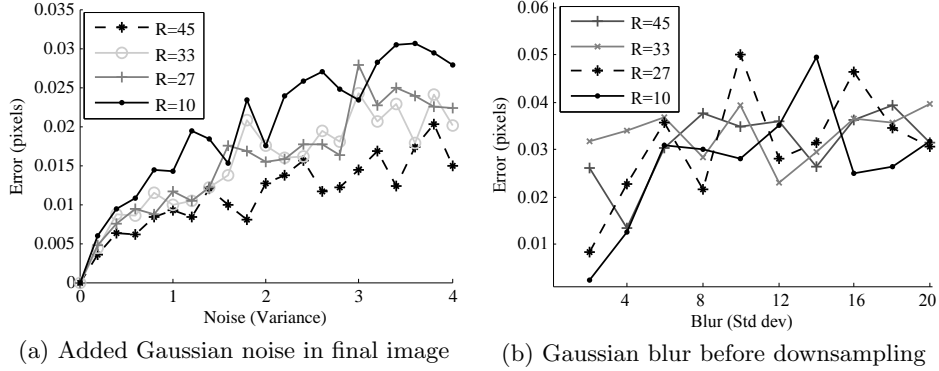 0.035
0.03
0.025
0.02
0.015
0.01
0.005
0
Error (pixels)
R=45
R=33
R=27
R=10
0 1 2 3 4
Noise (Variance)
(a) Added Gaussian noise in final image
0.06
0.05
0.04
0.03
0.02
0.01
Error (pixels)
R=45
R=33
R=27
R=10
4 8 12 16 20
Blur (Std dev)
(b) Gaussian blur before downsampling